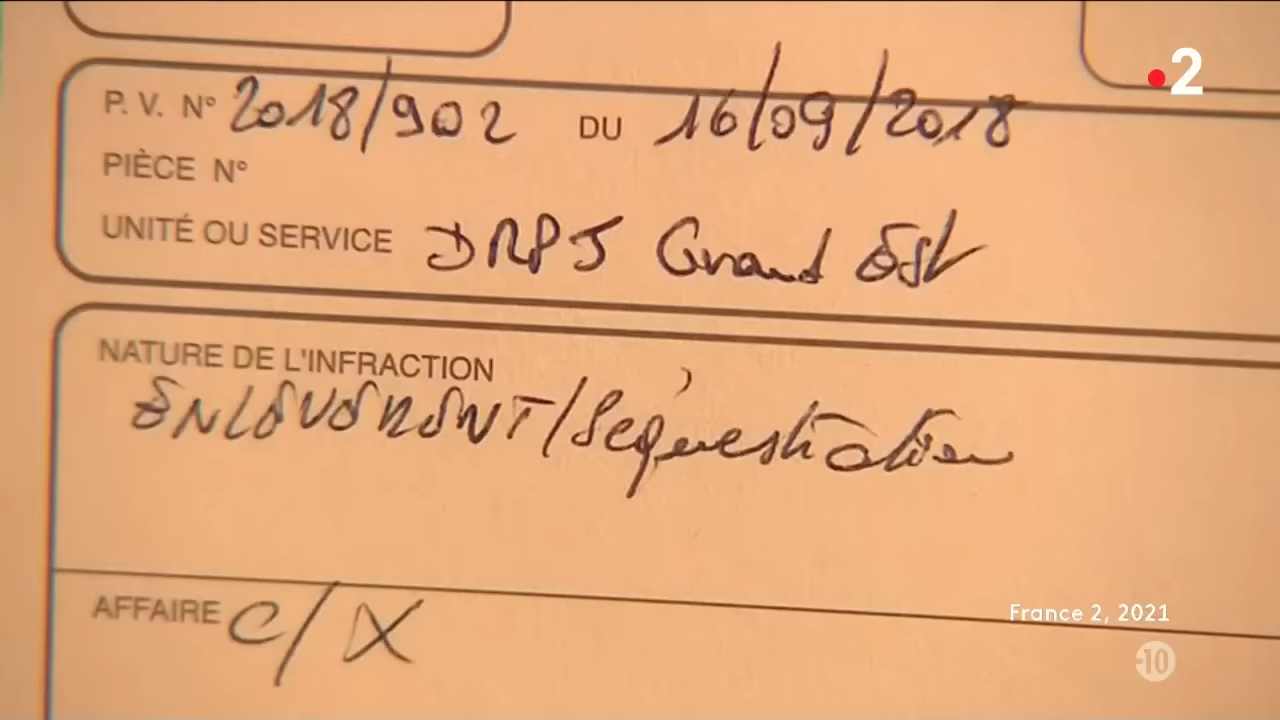 2
P. V. N° 2018/902 DU 16/09/2018
PIÈCE N°
UNITÉ OU SERVICE DRPJ Grand Est
NATURE DE L'INFRACTION
ENLEVEMENT/Séquestration
AFFAIRE C/X
France 2, 2021
-10